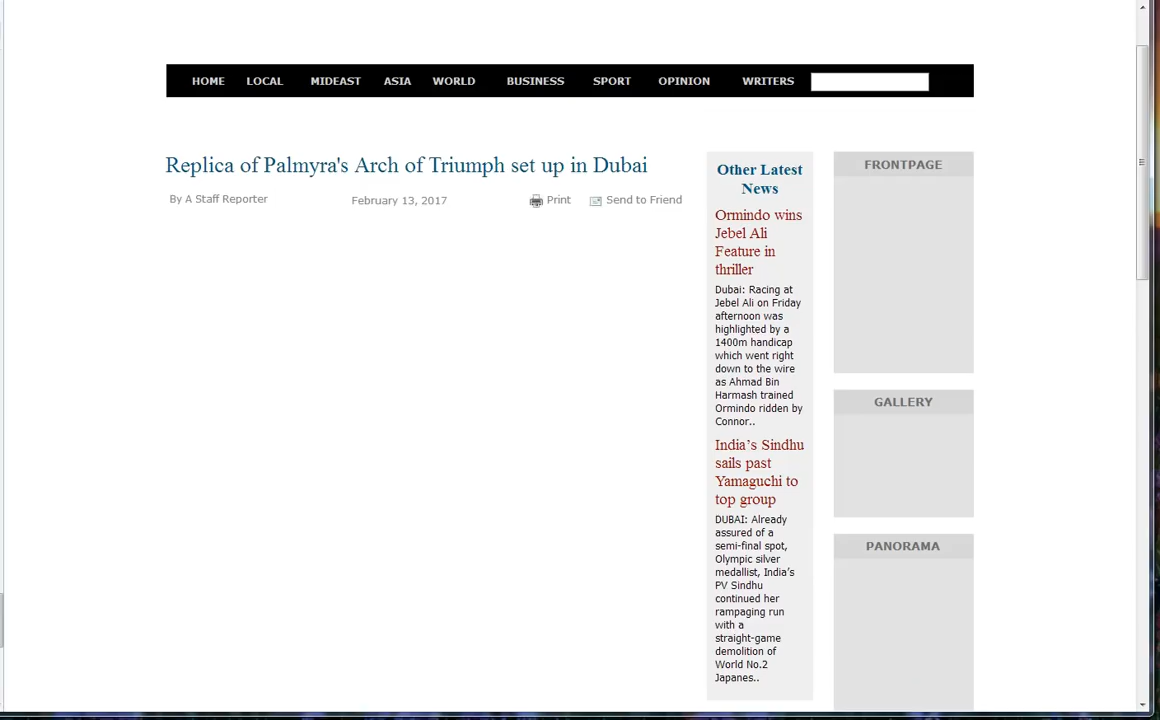 HOME LOCAL MIDEAST ASIA WORLD BUSINESS SPORT OPINION WRITERS
Replica of Palmyra's Arch of Triumph set up in Dubai
By A Staff Reporter February 13, 2017 Print Send to Friend
Other Latest
News
Ormindo wins
Jebel Ali
Feature in
thriller
Dubai: Racing at
Jebel Ali on Friday
afternoon was
highlighted by a
1400m handicap
which went right
down to the wire
as Ahmad Bin
Harmash trained
Ormindo ridden by
Connor..
India’s Sindhu
sails past
Yamaguchi to
top group
DUBAI: Already
assured of a
semi-final spot,
Olympic silver
medallist, India’s
PV Sindhu
continued her
rampaging run
with a
straight-game
demolition of
World No.2
Japanes..
FRONTPAGE
GALLERY
PANORAMA